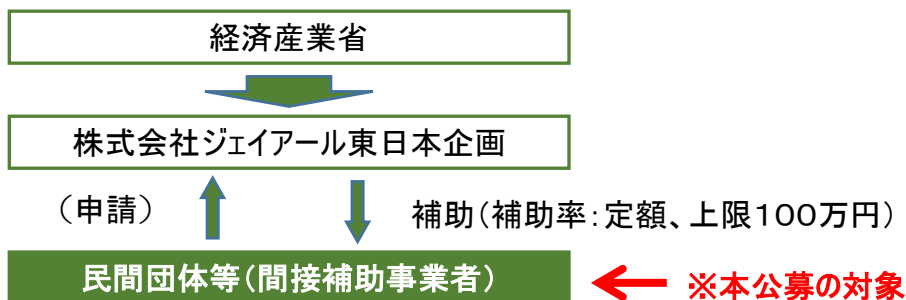 経済産業省
株式会社ジェイアール東日本企画
（申請）
補助（補助率：定額、上限１００万円）
民間団体等（間接補助事業者）
※本公募の対象